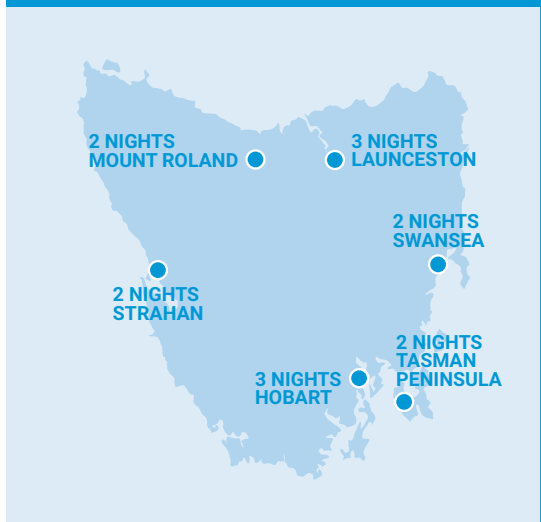 2 NIGHTS
MOUNT ROLAND
3 NIGHTS
LAUNCESTON
2 NIGHTS
SWANSEA
2 NIGHTS
STRAHAN
2 NIGHTS
TASMAN
PENINSULA
3 NIGHTS
HOBART